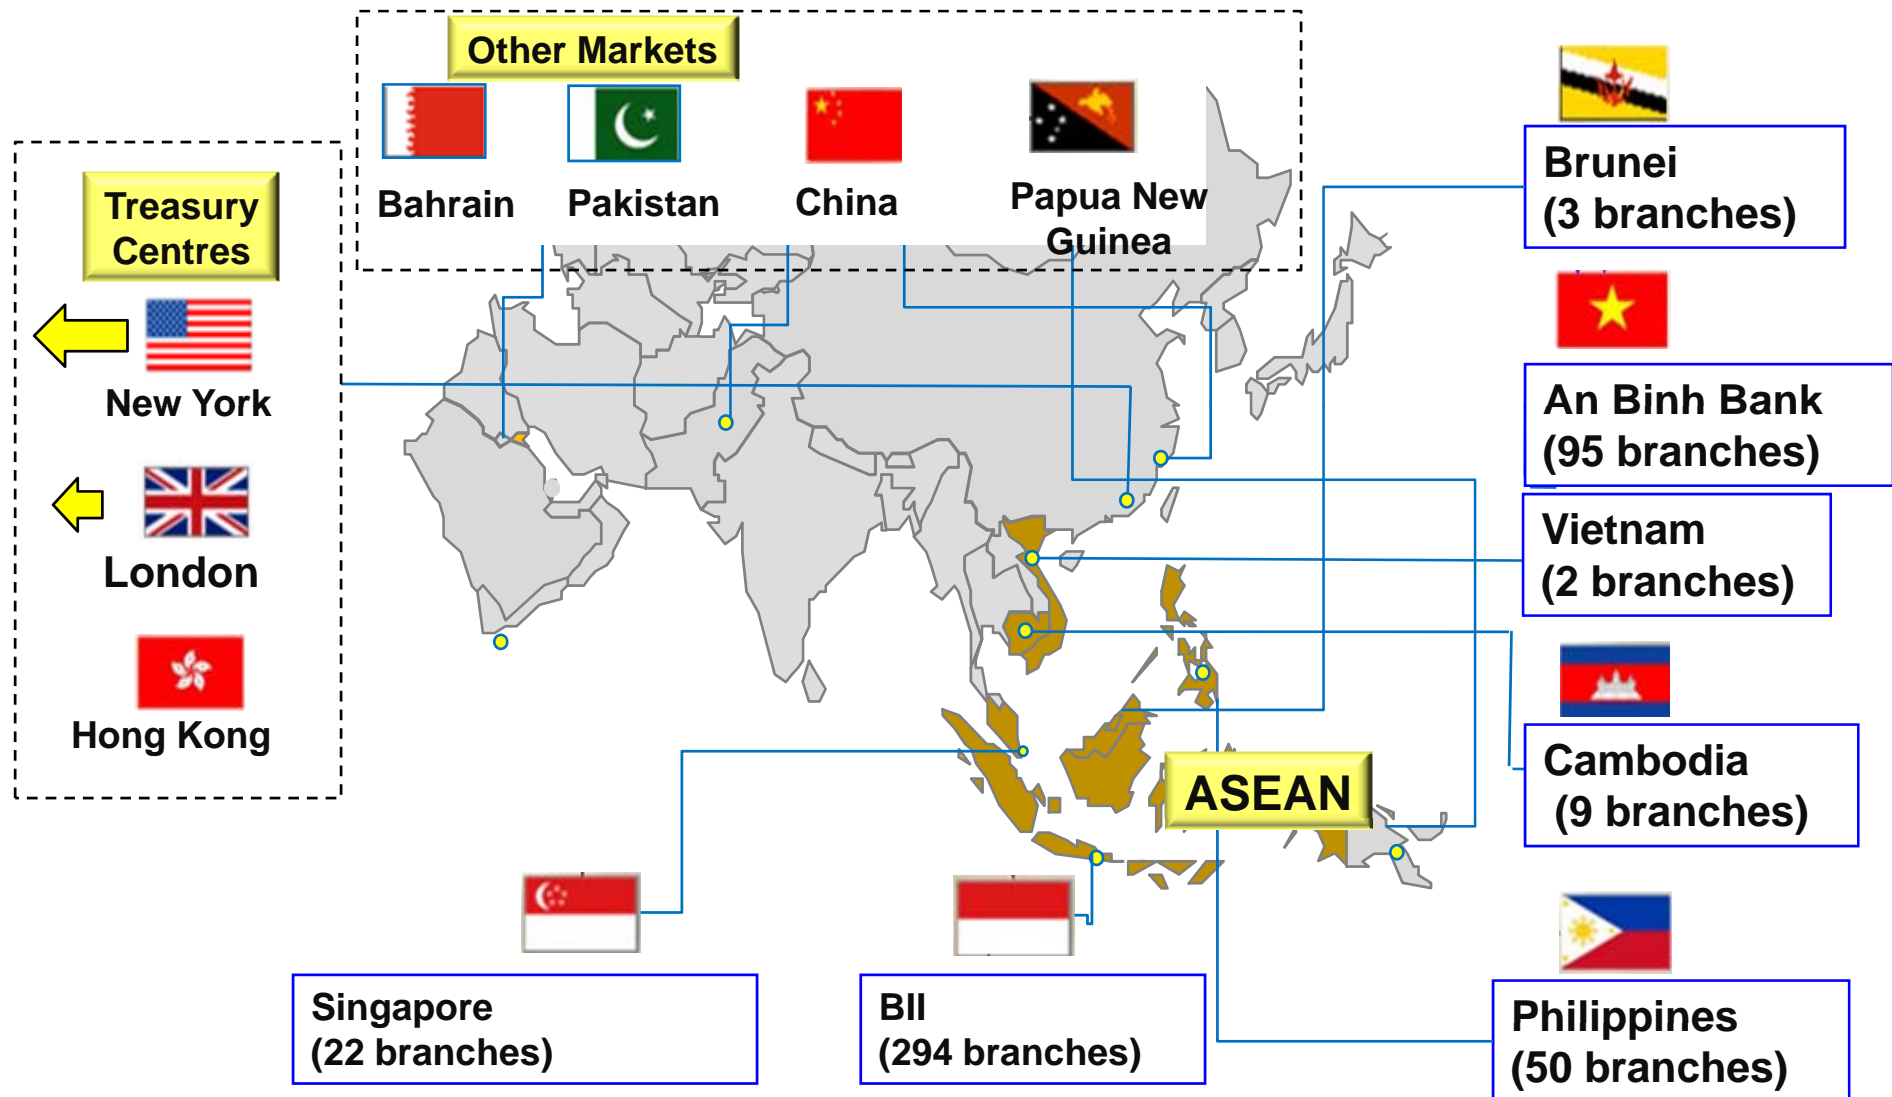 Other Markets
Bahrain
Pakistan
China
Papua New
Guinea
Treasury
Centres
New York
London
Hong Kong
Brunei
(3 branches)
An Binh Bank
(95 branches)
Vietnam
(2 branches)
Cambodia
(9 branches)
ASEAN
Singapore
(22 branches)
BII
(294 branches)
Philippines
(50 branches)